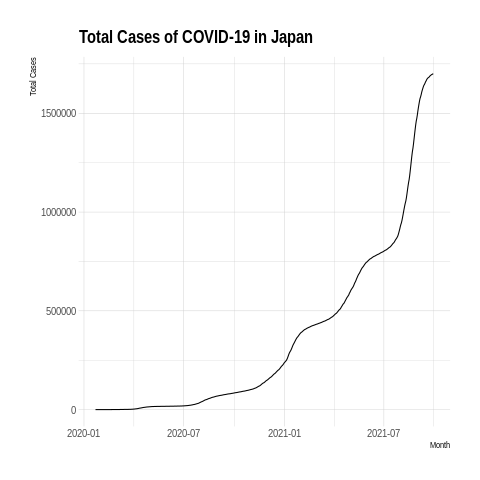 Total Cases of COVID-19 in Japan
Total Cases
1500000
1000000
500000
0
2020-01 2020-07 2021-01 2021-07
Month